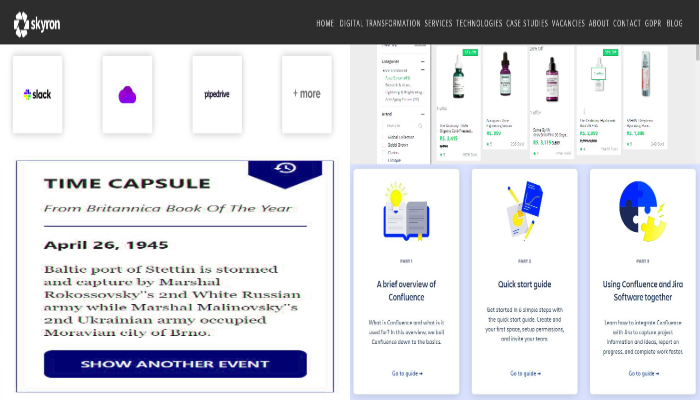 skyron
HOME DIGITAL TRANSFORMATION SERVICES TECHNOLOGIES CASE STUDIES VACANCIES ABOUT CONTACT GDPR BLOG
slack
pipedrive
+ more
TIME CAPSULE
From Britannica Book Of The Year
April 26, 1945
Baltic port of Stettin is stormed
and capture by Marshal
Rokossovsky''s 2nd White Russian
army while Marshal Malinovsky''s
2nd Ukrainian army occupied
Moravian city of Brno.
SHOW ANOTHER EVENT
Categories
Brand
PART 1
A brief overview of
Confluence
What is Confluence and what is it
used for? In this overview, we boil
Confluence down to the basics.
Go to guide →
PART 2
Quick start guide
Get started in 6 simple steps with
the quick start guide. Create and
your first space, setup permissions,
and invite your team.
Go to guide →
PART 3
Using Confluence and Jira
Software together
Learn how to integrate Confluence
with Jira to capture project
information and ideas, report on
progress, and complete work faster.
Go to guide →